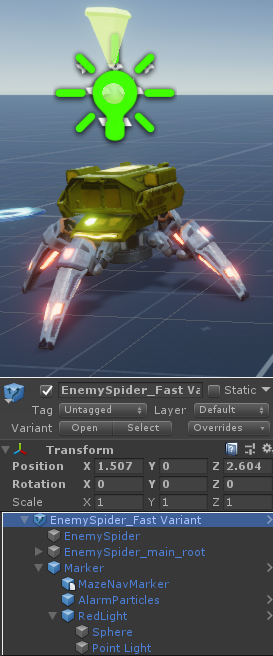 EnemySpider_Fast Va
Static
Tag Untagged Layer Default
Variant Open Select Overrides
Transform
Position X 1.507 Y 0 Z 2.604
Rotation X 0 Y 0 Z 0
Scale X 1 Y 1 Z 1
EnemySpider_Fast Variant
EnemySpider
EnemySpider_main_root
Marker
MazeNavMarker
AlarmParticles
RedLight
Sphere
Point Light